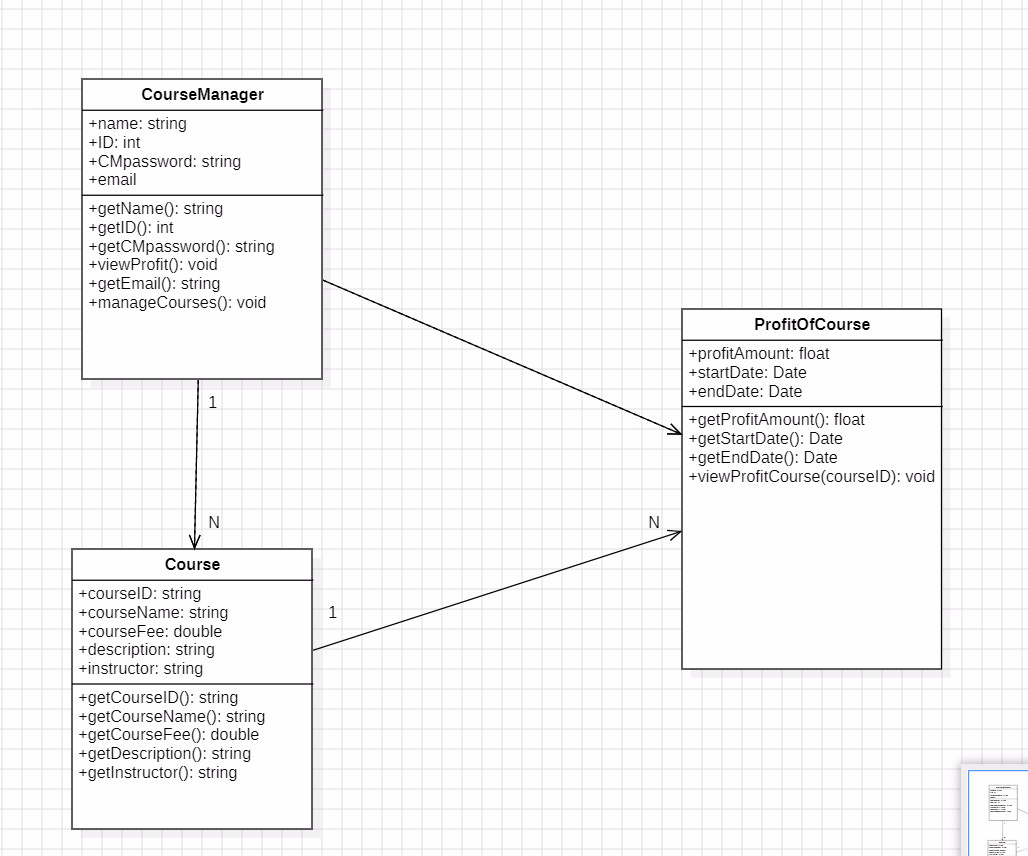 CourseManager
+name: string
+ID: int
+CMpassword: string
+email
+getName(): string
+getID(): int
+getCMpassword(): string
+viewProfit(): void
+getEmail(): string
+manageCourses(): void
ProfitOfCourse
+profitAmount: float
+startDate: Date
+endDate: Date
+getProfitAmount(): float
+getStartDate(): Date
+getEndDate(): Date
+viewProfitCourse(courseID): void
1
N
N
1
Course
+courseID: string
+courseName: string
+courseFee: double
+description: string
+instructor: string
+getCourseID(): string
+getCourseName(): string
+getCourseFee(): double
+getDescription(): string
+getInstructor(): string